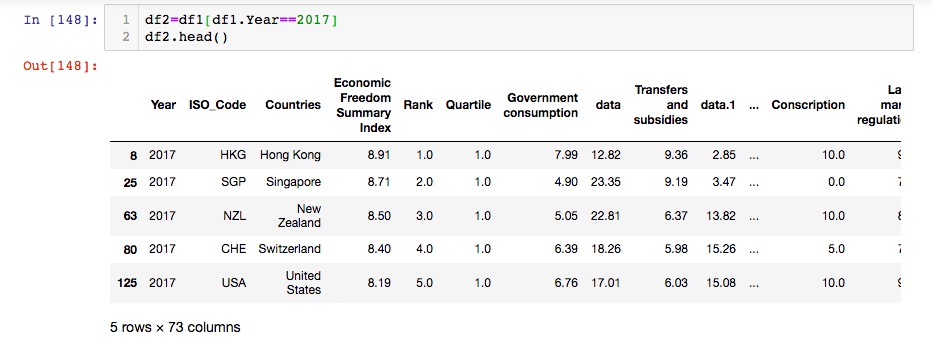 In [148]:
1 df2=df1[df1.Year==2017]
2 df2.head()
Out[148]:
Year ISO_Code Countries Economic Freedom Summary Index Rank Quartile Government consumption data Transfers and subsidies data.1 ... Conscription
8 2017 HKG Hong Kong 8.91 1.0 1.0 7.99 12.82 9.36 2.85 ... 10.0
25 2017 SGP Singapore 8.71 2.0 1.0 4.90 23.35 9.19 3.47 ... 0.0
63 2017 NZL New Zealand 8.50 3.0 1.0 5.05 22.81 6.37 13.82 ... 10.0
80 2017 CHE Switzerland 8.40 4.0 1.0 6.39 18.26 5.98 15.26 ... 5.0
125 2017 USA United States 8.19 5.0 1.0 6.76 17.01 6.03 15.08 ... 10.0
5 rows × 73 columns